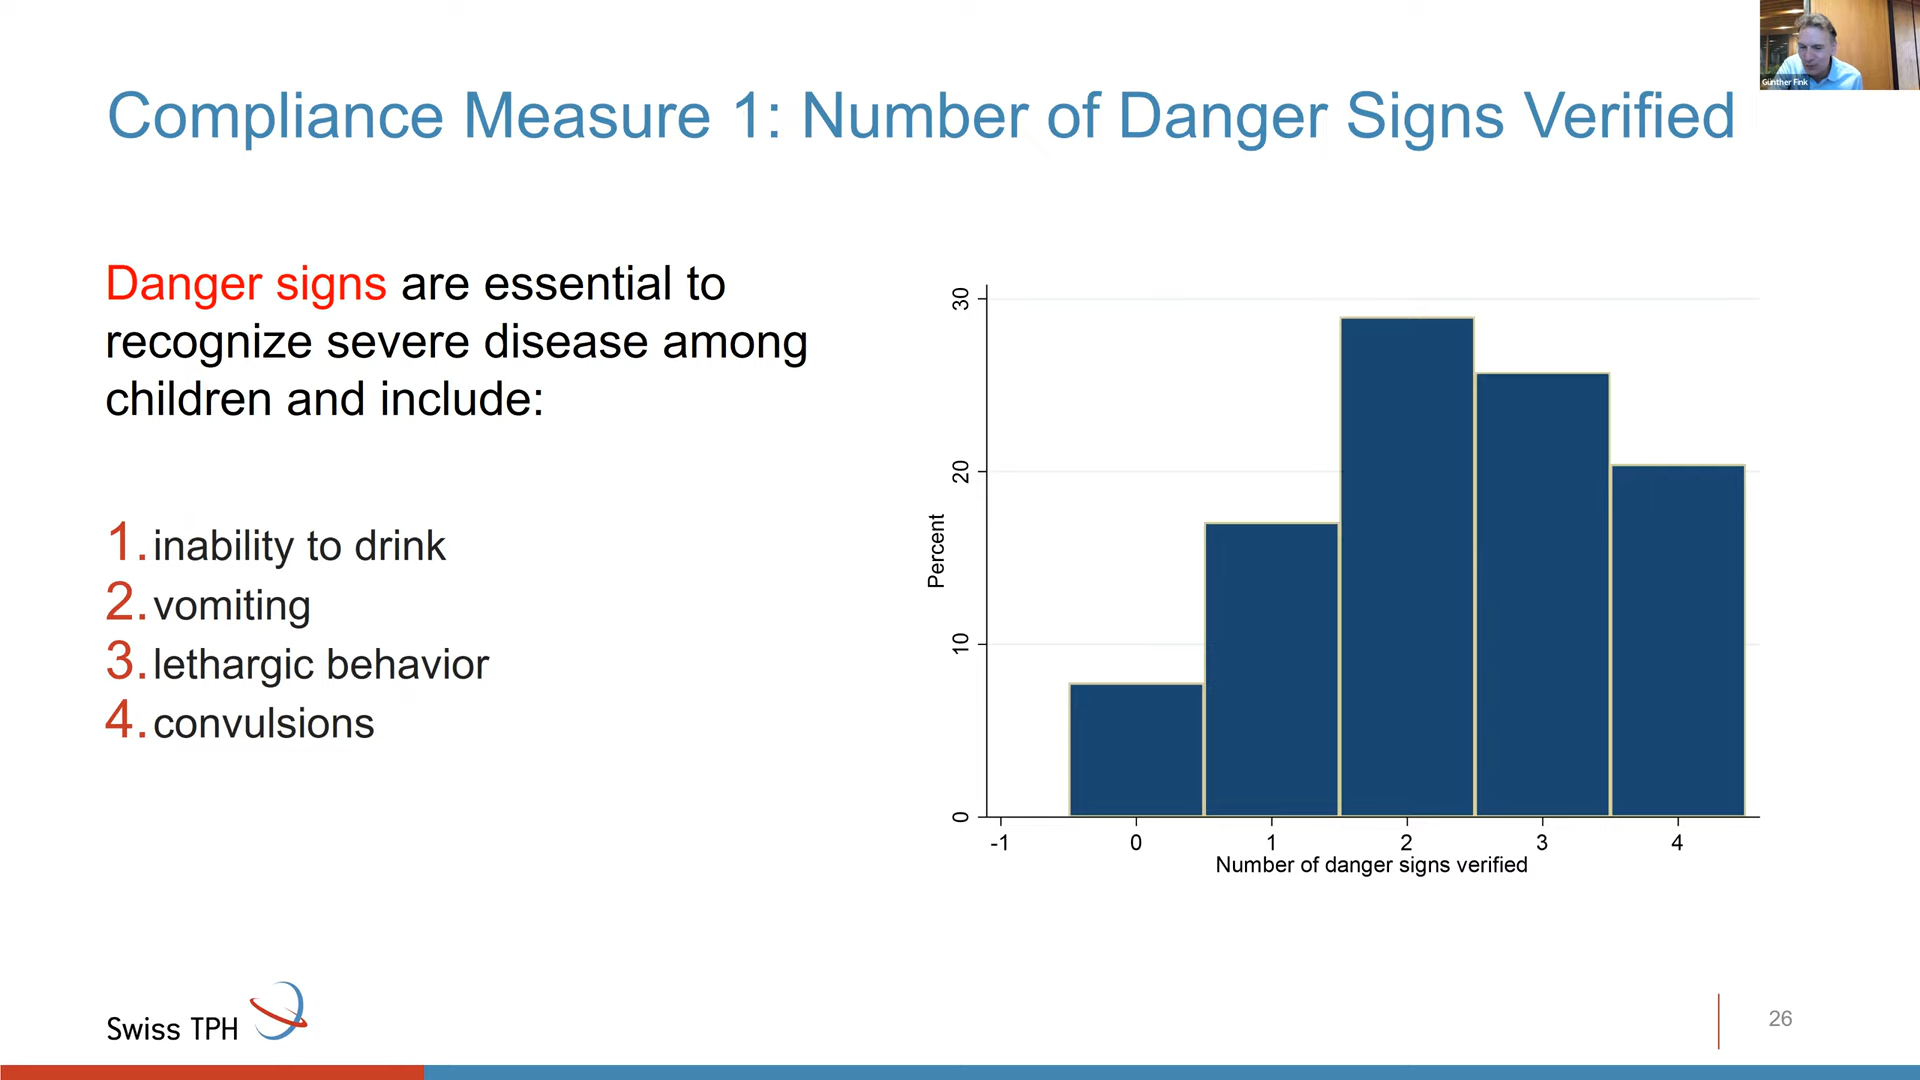 Günther Fink
Compliance Measure 1: Number of Danger Signs Verified
Danger signs are essential to
recognize severe disease among
children and include:
1. inability to drink
2. vomiting
3. lethargic behavior
4. convulsions
30
20
10
0
Percent
-1 0 1 2 3 4
Number of danger signs verified
Swiss TPH
26